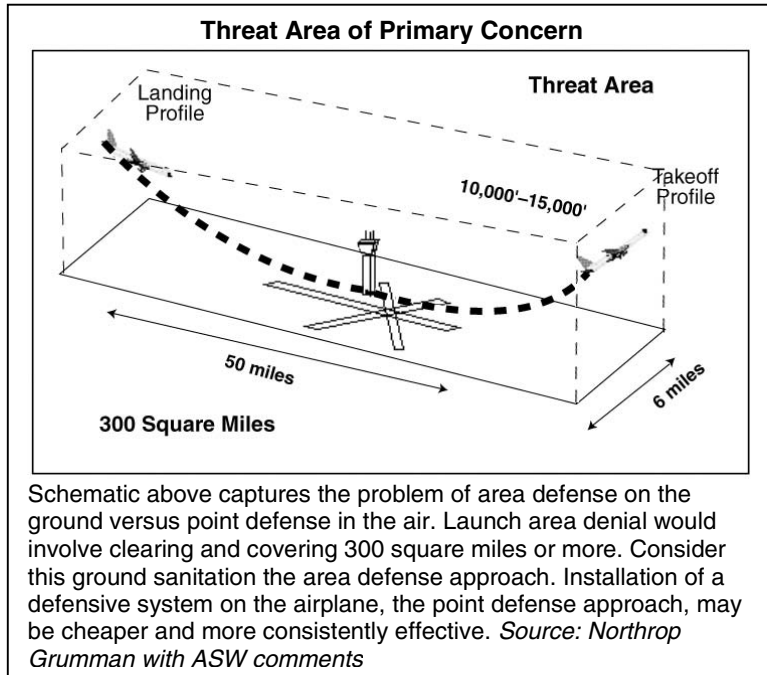 Threat Area of Primary Concern
Landing
Profile
Threat Area
Takeoff
Profile
10,000'–15,000'
50 miles
6 miles
300 Square Miles
Schematic above captures the problem of area defense on the
ground versus point defense in the air. Launch area denial would
involve clearing and covering 300 square miles or more. Consider
this ground sanitation the area defense approach. Installation of a
defensive system on the airplane, the point defense approach, may
be cheaper and more consistently effective. Source: Northrop
Grumman with ASW comments